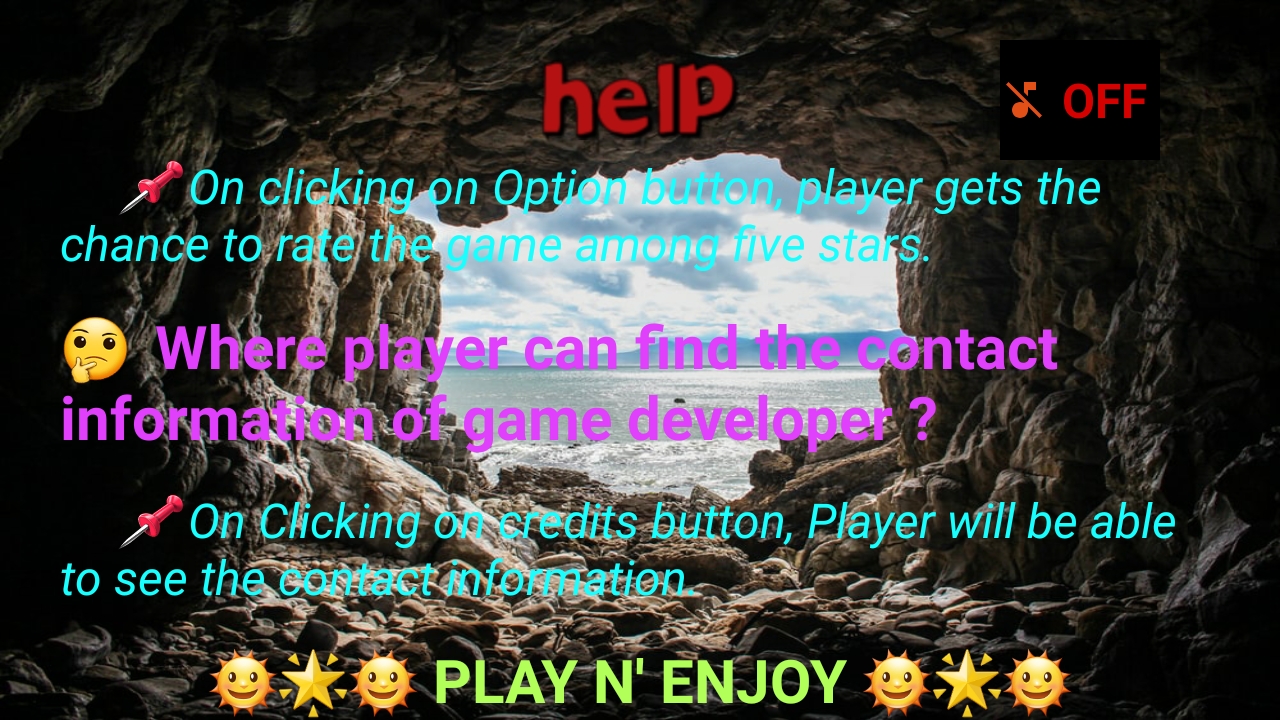 help
OFF
📌 On clicking on Option button, player gets the
chance to rate the game among five stars.
🤔 Where player can find the contact
information of game developer ?
📌 On Clicking on credits button, Player will be able
to see the contact information.
🌞🌟🌞 PLAY N' ENJOY 🌞🌟🌞